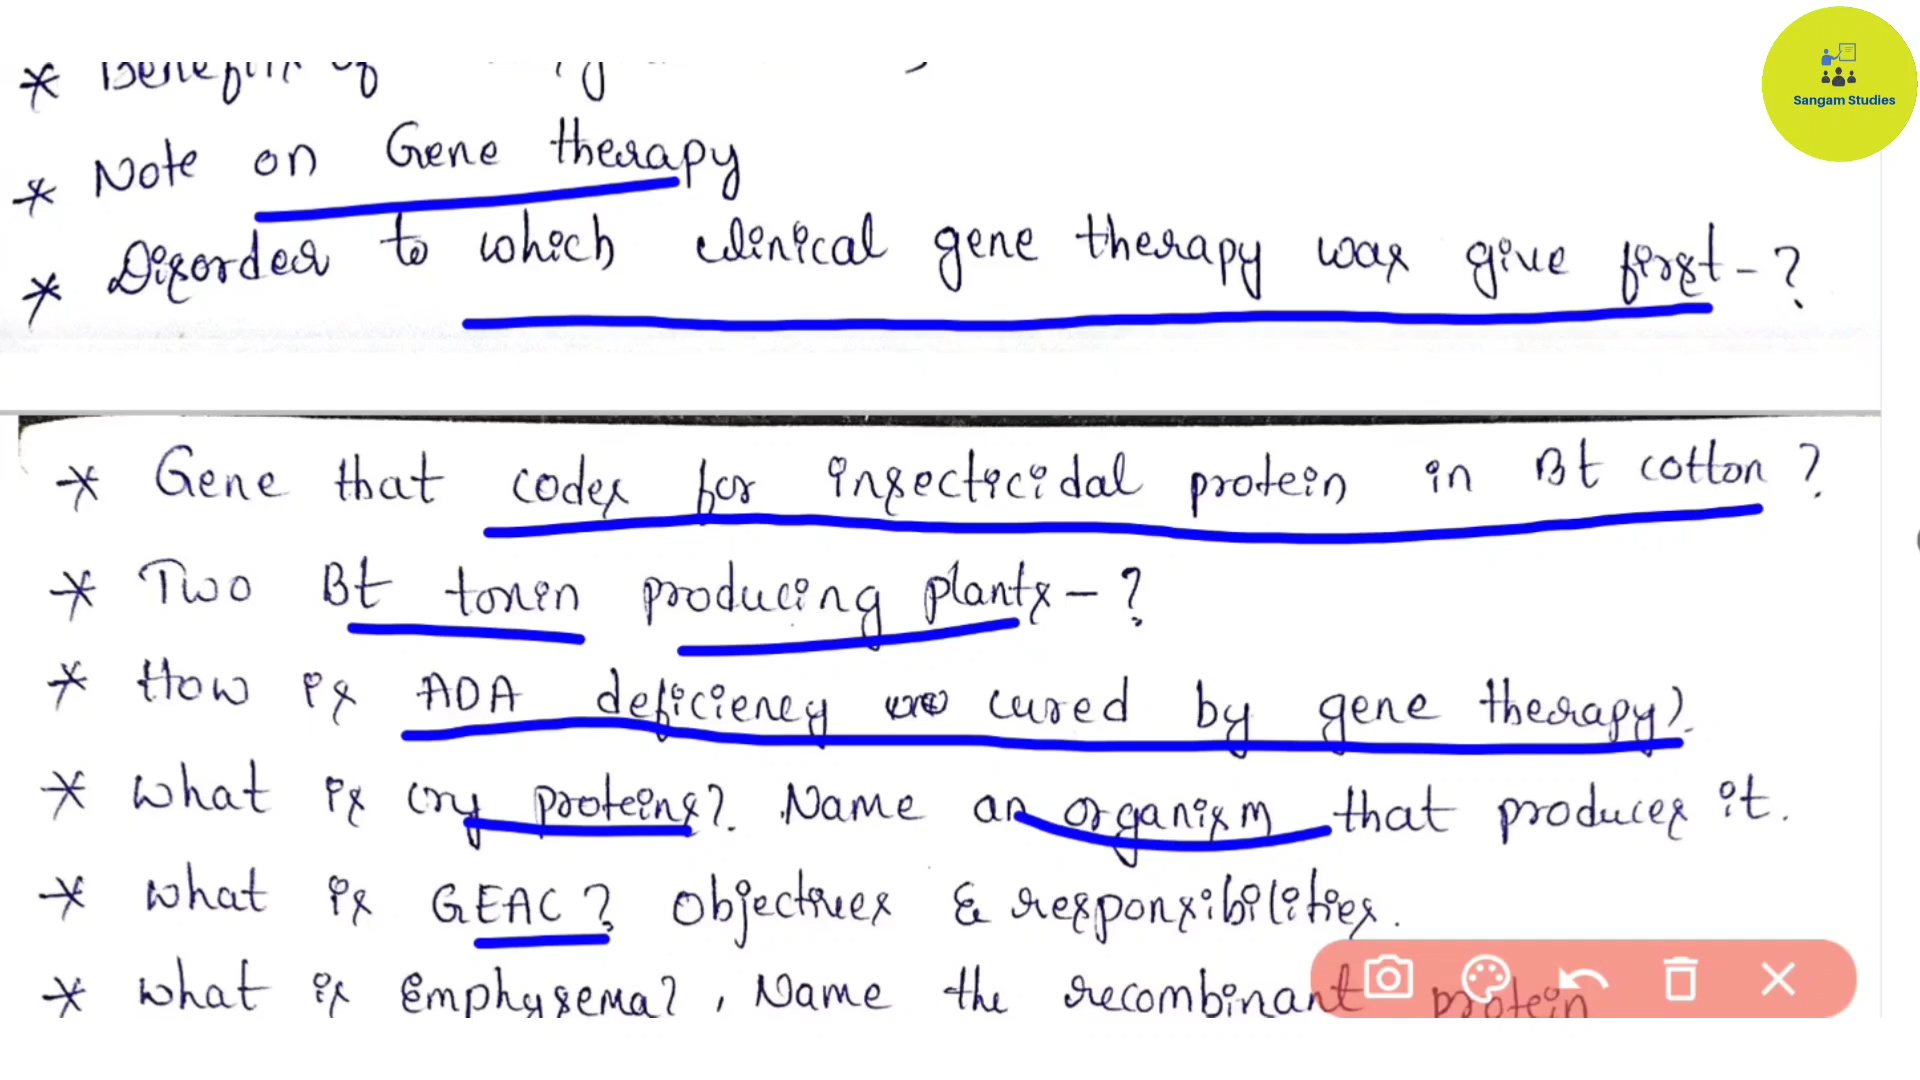 * Benefits of
* Note on Gene therapy
* Disorder to which clinical gene therapy was give first - ?
* Gene that codes for insecticidal protein in Bt cotton ?
* Two Bt toxin producing plants - ?
* How is ADA deficiency cured by gene therapy?
* What is cry proteins?. Name an organism that produces it.
* What is GEAC ? Objectives & responsibilities.
* What is Emphysema? , Name the recombinant protein
Sangam Studies